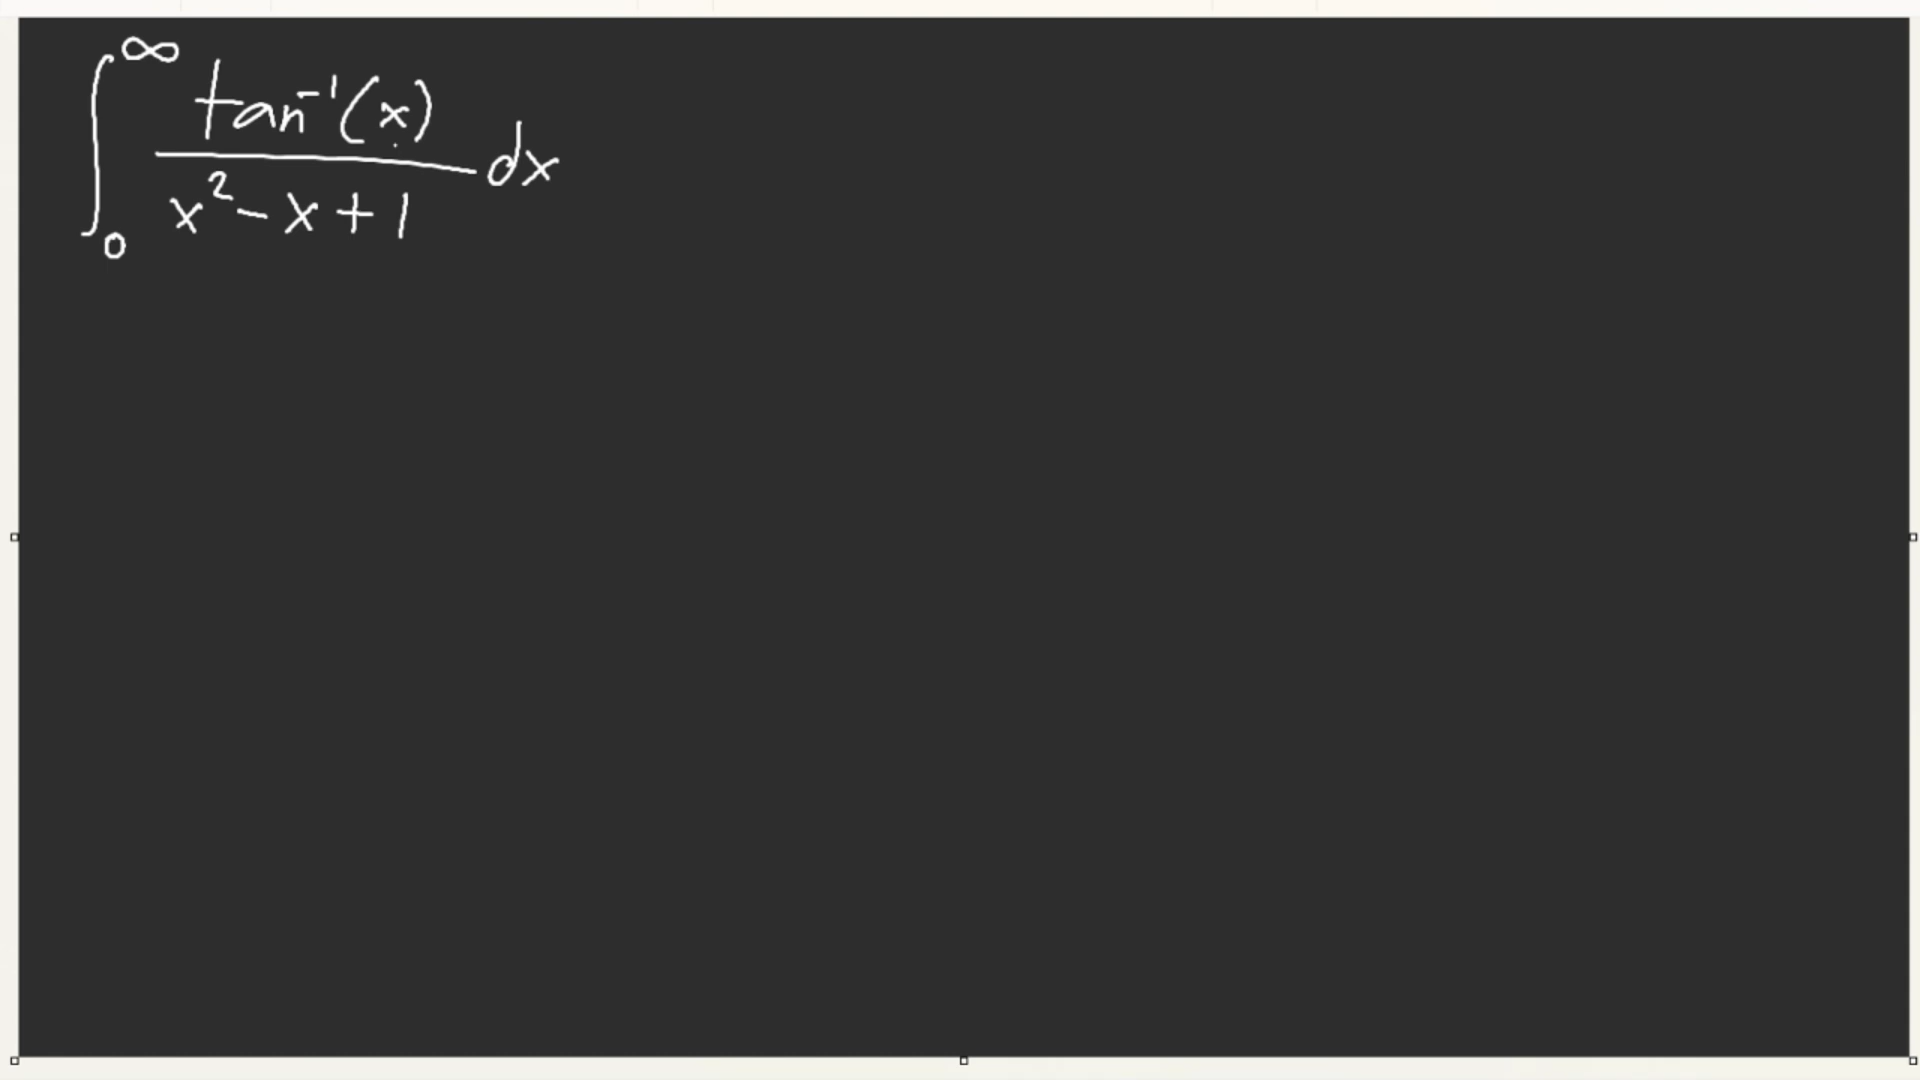 ∫₀^∞ tan⁻¹(x) / (x² - x + 1) dx